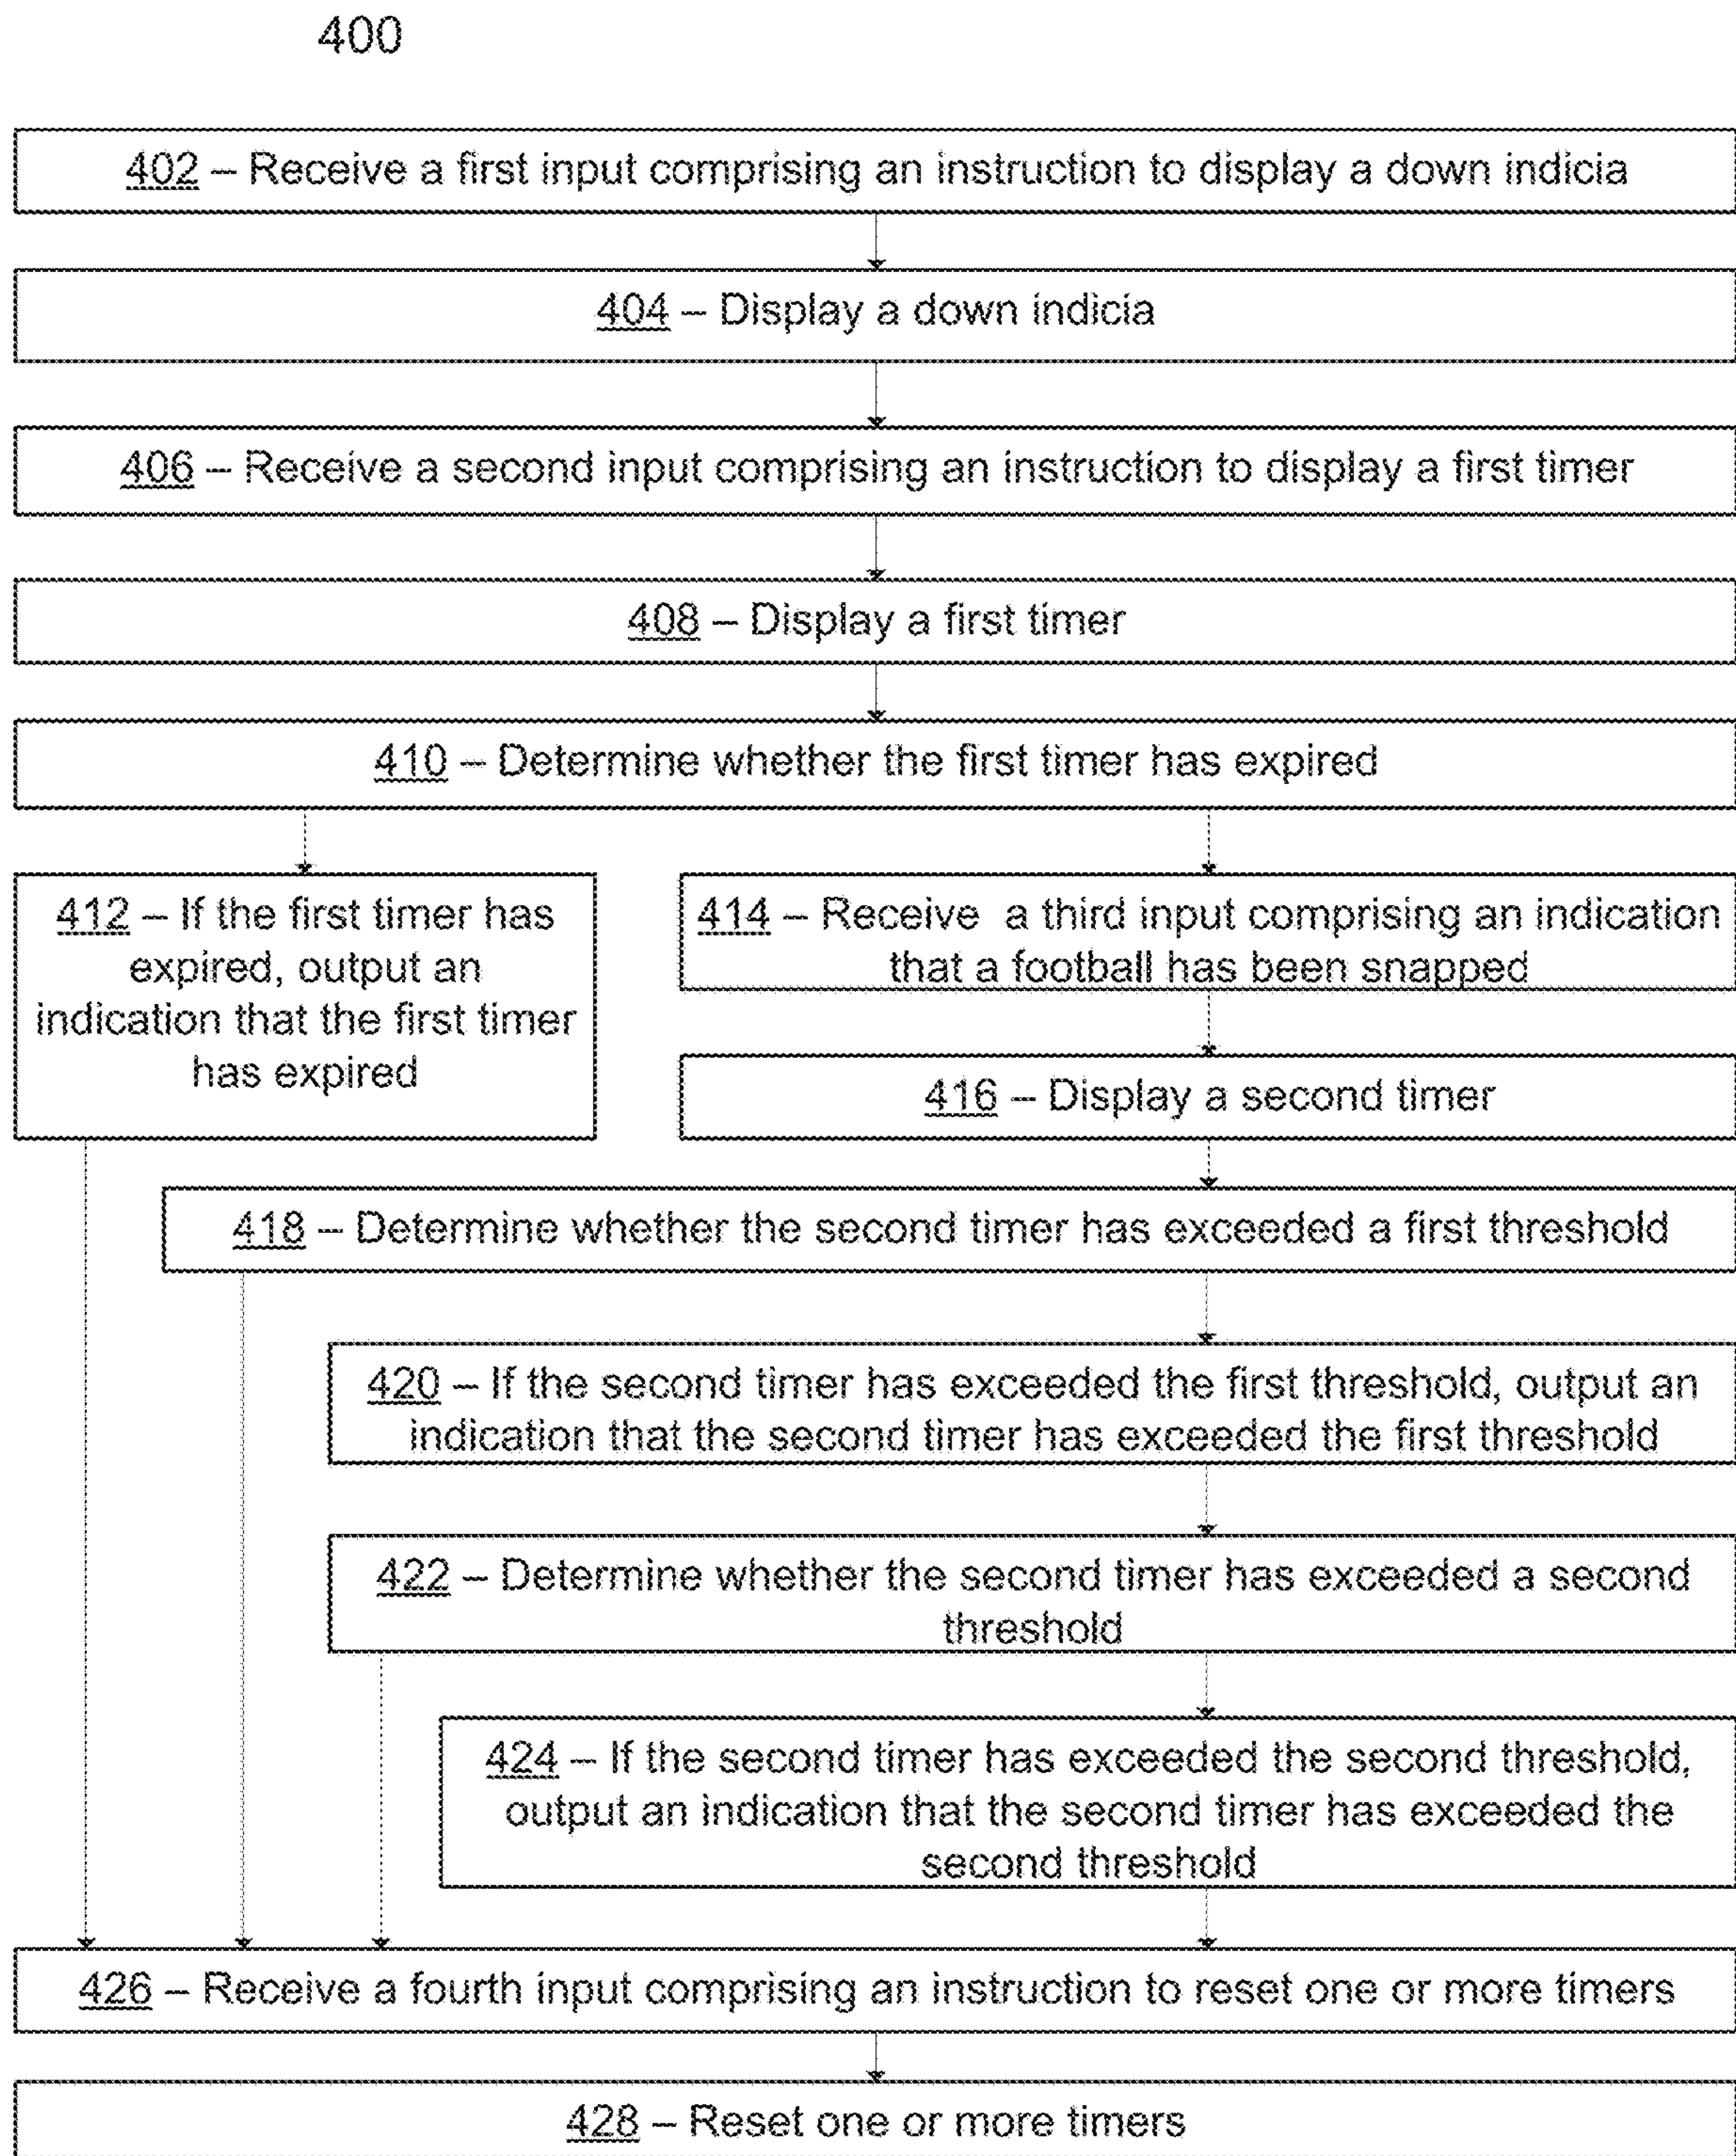 400
402 – Receive a first input comprising an instruction to display a down indicia
404 – Display a down indicia
406 – Receive a second input comprising an instruction to display a first timer
408 – Display a first timer
410 – Determine whether the first timer has expired
412 – If the first timer has
expired, output an
indication that the first timer
has expired
414 – Receive a third input comprising an indication
that a football has been snapped
416 – Display a second timer
418 – Determine whether the second timer has exceeded a first threshold
420 – If the second timer has exceeded the first threshold, output an
indication that the second timer has exceeded the first threshold
422 – Determine whether the second timer has exceeded a second
threshold
424 – If the second timer has exceeded the second threshold,
output an indication that the second timer has exceeded the
second threshold
426 – Receive a fourth input comprising an instruction to reset one or more timers
428 – Reset one or more timers